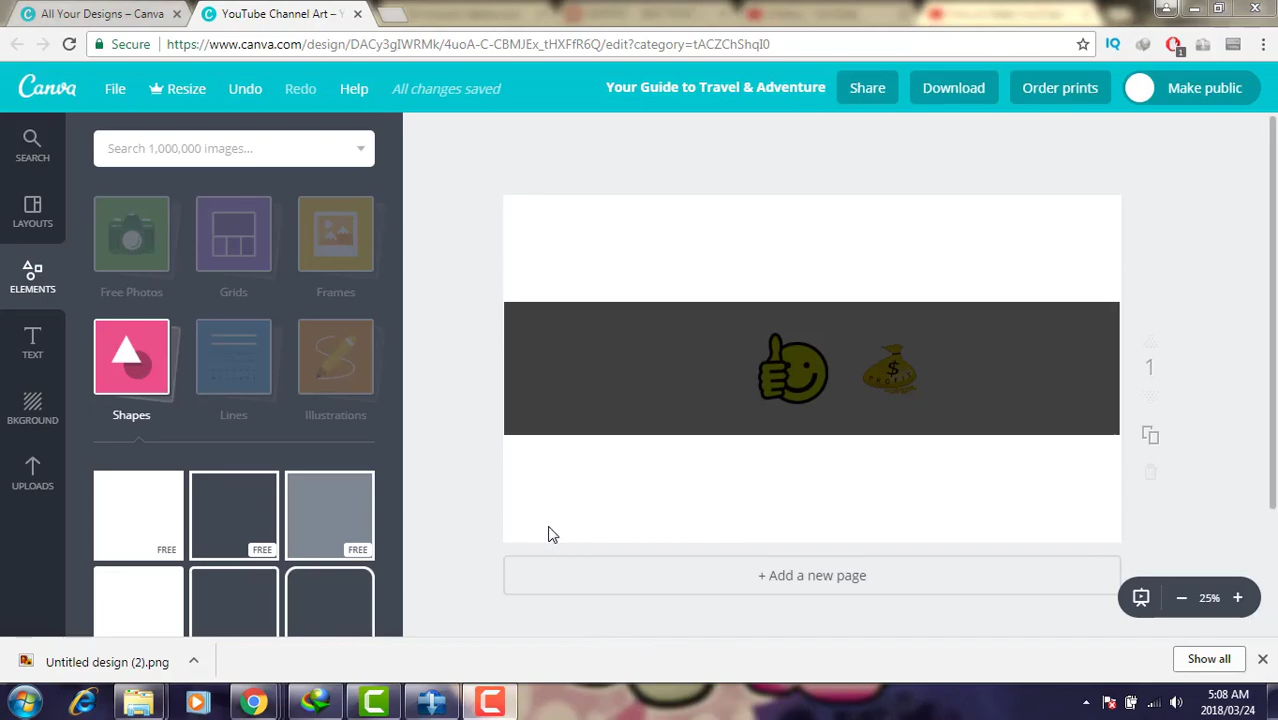 All Your Designs – Canva
YouTube Channel Art – Y
Secure
https://www.canva.com/design/DACy3gIWRMk/4uoA-C-CBMJEx_tHXFfR6Q/edit?category=tACZChShqI0
IQ
1
Canva
File
Resize
Undo
Redo
Help
All changes saved
Your Guide to Travel & Adventure
Share
Download
Order prints
Make public
SEARCH
LAYOUTS
ELEMENTS
TEXT
BKGROUND
UPLOADS
Search 1,000,000 images...
Free Photos
Grids
Frames
Shapes
Lines
Illustrations
FREE
FREE
FREE
$
PROFIT
1
+ Add a new page
25%
Untitled design (2).png
Show all
5:08 AM
2018/03/24